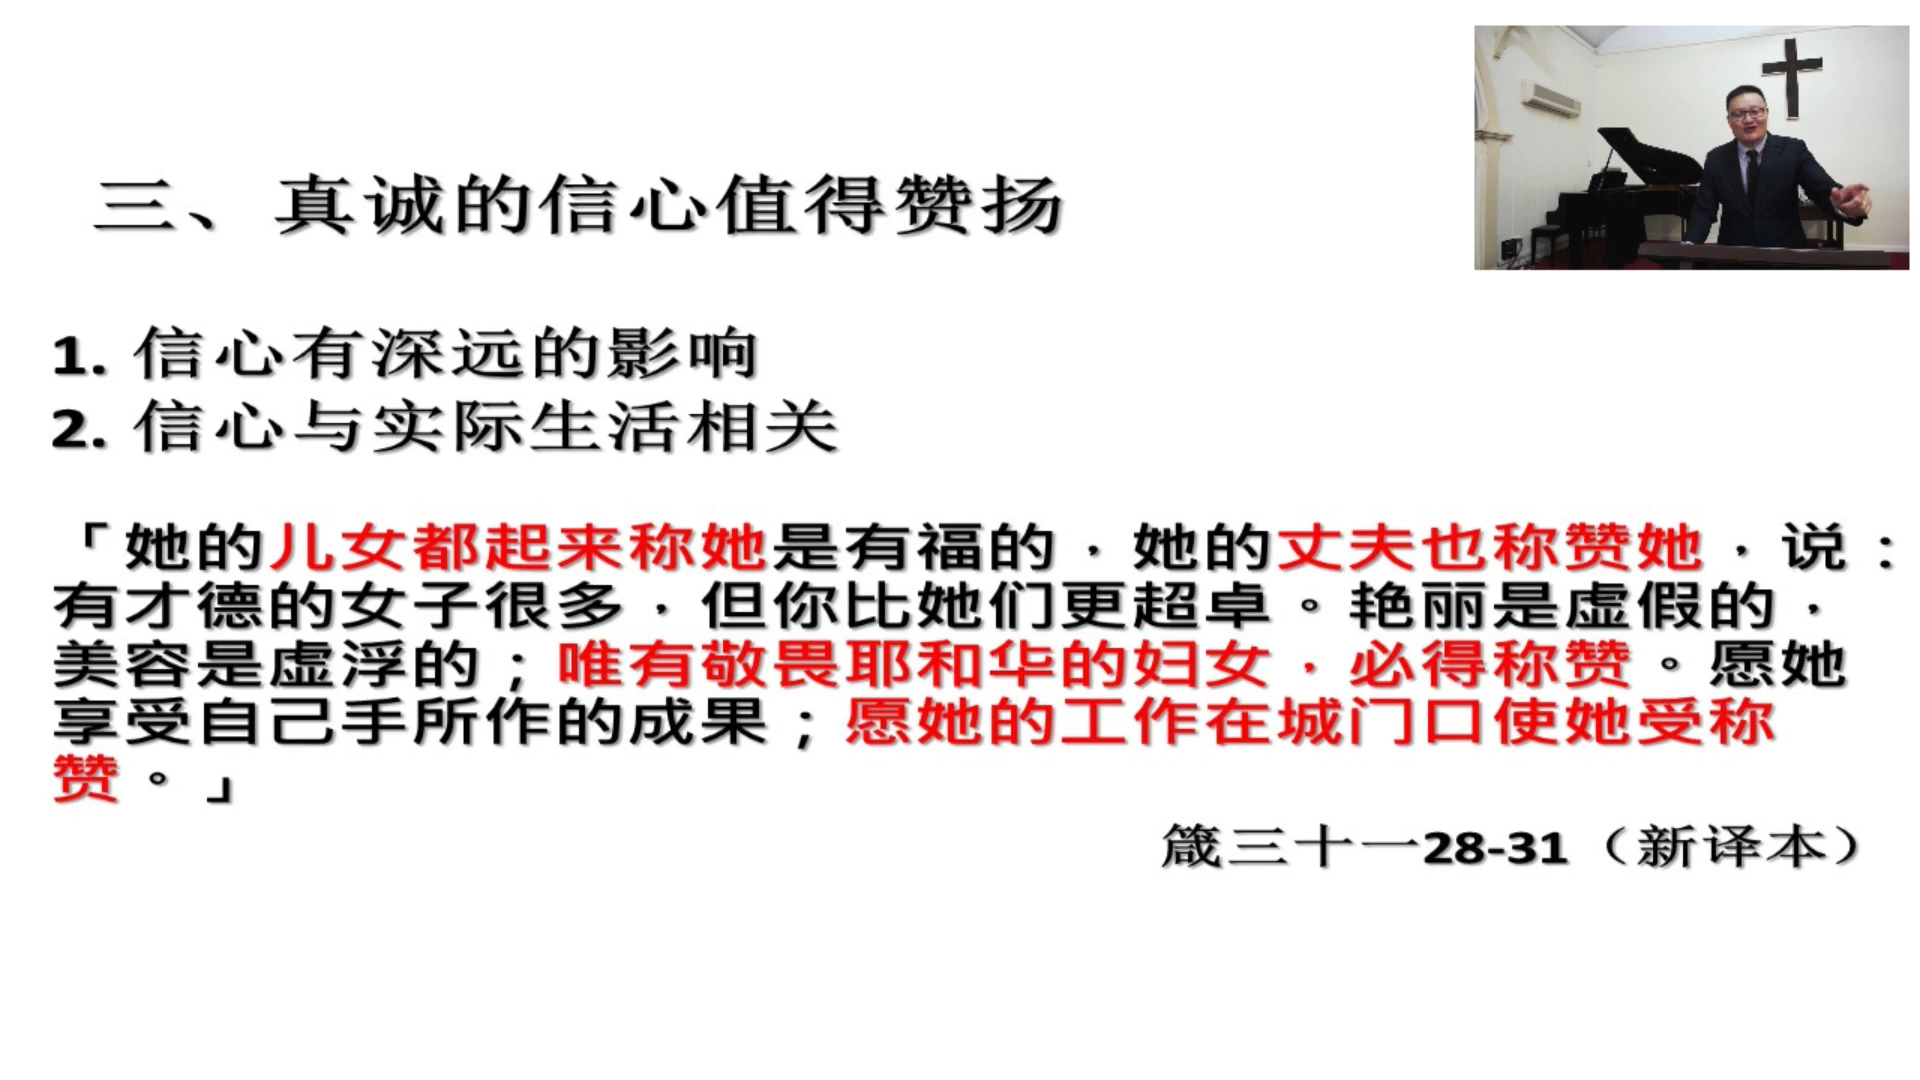 三、真诚的信心值得赞扬
1. 信心有深远的影响
2. 信心与实际生活相关
「她的儿女都起来称她是有福的，她的丈夫也称赞她，说：
有才德的女子很多，但你比她们更超卓。艳丽是虚假的，
美容是虚浮的；唯有敬畏耶和华的妇女，必得称赞。愿她
享受自己手所作的成果；愿她的工作在城门口使她受称
赞。」
箴三十一28-31（新译本）